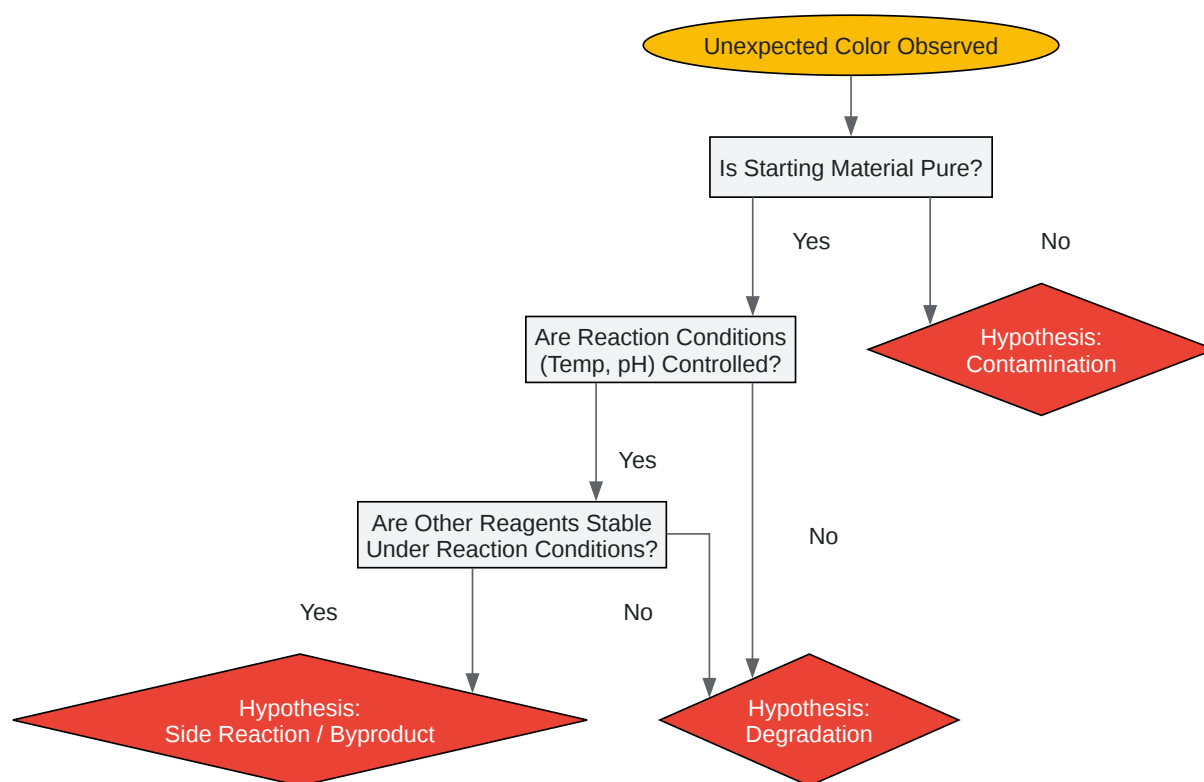 Unexpected Color Observed
Is Starting Material Pure?
Yes
No
Are Reaction Conditions
(Temp, pH) Controlled?
Hypothesis:
Contamination
Yes
Are Other Reagents Stable
Under Reaction Conditions?
No
Yes
No
Hypothesis:
Side Reaction / Byproduct
Hypothesis:
Degradation